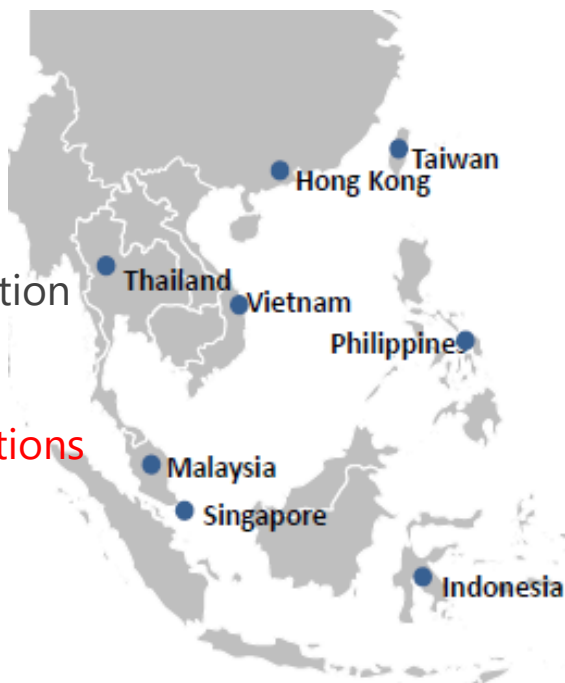 Taiwan
Hong Kong
Thailand
tion
Vietnam
Philippines
tions
Malaysia
Singapore
Indonesia